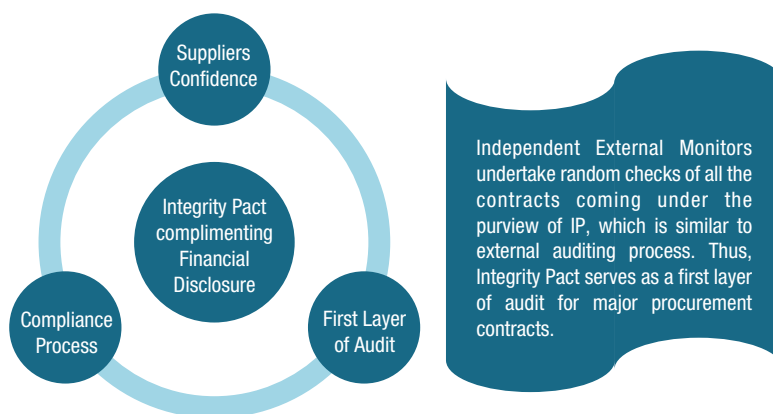 Suppliers
Confidence
Integrity Pact
complimenting
Financial
Disclosure
Compliance
Process
First Layer
of Audit
Independent External Monitors
undertake random checks of all the
contracts coming under the
purview of IP, which is similar to
external auditing process. Thus,
Integrity Pact serves as a first layer
of audit for major procurement
contracts.